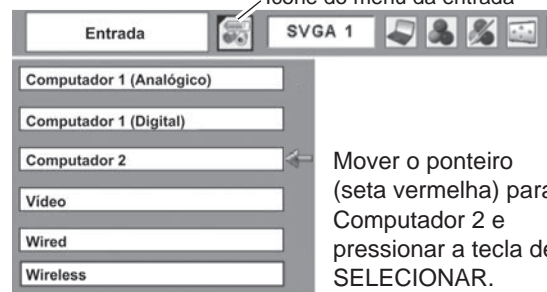 Ícone do menu da entrada
Entrada SVGA 1
Computador 1 (Analógico)
Computador 1 (Digital)
Computador 2
Vídeo
Wired
Wireless
Mover o ponteiro
(seta vermelha) para
Computador 2 e
pressionar a tecla de
SELECIONAR.